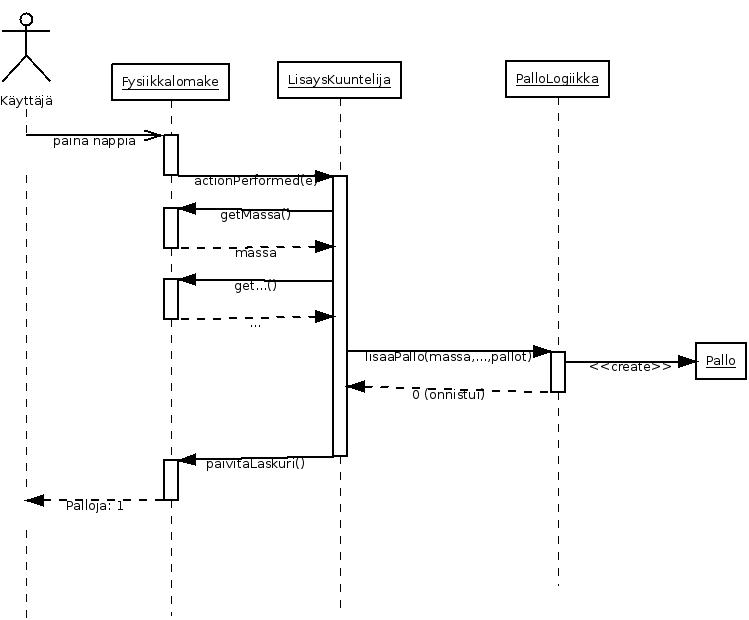 Käyttäjä
Fysiikkalomake
LisaysKuuntelija
PalloLogiikka
paina nappia
actionPerformed(e)
getMassa()
massa
get...()
...
lisaaPallo(massa,...,pallot)
<<create>>
Pallo
0 (onnistui)
paivitaLaskuri()
Palloja: 1